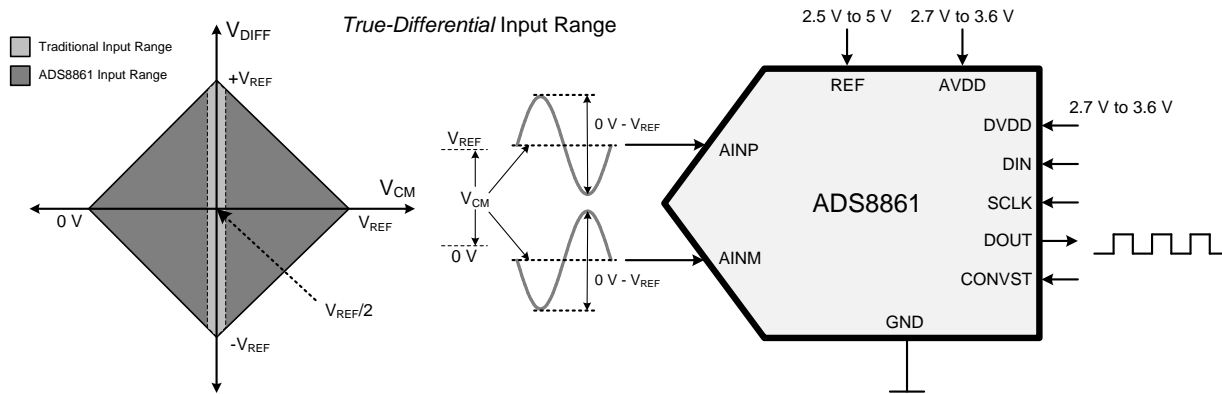 True-Differential Input Range
Traditional Input Range
ADS8861 Input Range
VDIFF
+VREF
VCM
0 V
VREF
VREF/2
-VREF
VREF
VCM
0 V
0 V - VREF
0 V - VREF
2.5 V to 5 V
2.7 V to 3.6 V
REF
AVDD
2.7 V to 3.6 V
DVDD
DIN
SCLK
DOUT
CONVST
AINP
AINM
ADS8861
GND